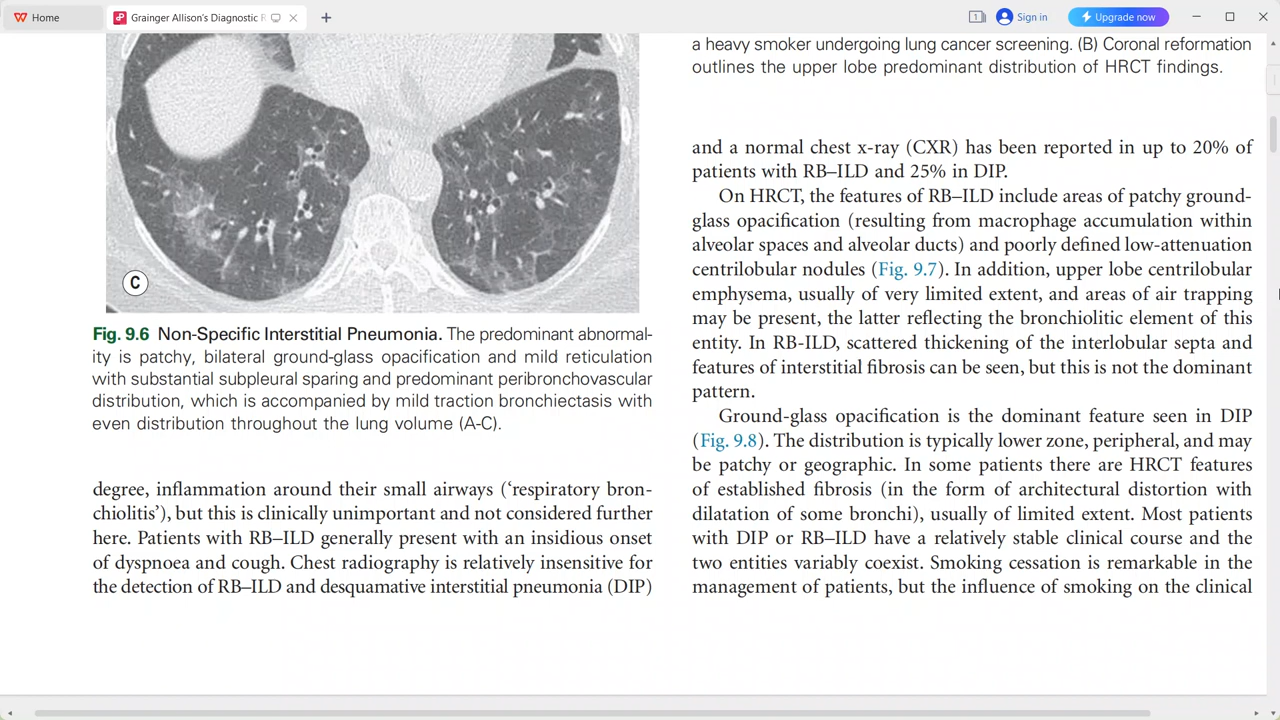 Home
Grainger Allison's Diagnostic R
1
Sign in
Upgrade now
C
Fig. 9.6 Non-Specific Interstitial Pneumonia. The predominant abnormal-
ity is patchy, bilateral ground-glass opacification and mild reticulation
with substantial subpleural sparing and predominant peribronchovascular
distribution, which is accompanied by mild traction bronchiectasis with
even distribution throughout the lung volume (A-C).
degree, inflammation around their small airways (‘respiratory bron-
chiolitis’), but this is clinically unimportant and not considered further
here. Patients with RB–ILD generally present with an insidious onset
of dyspnoea and cough. Chest radiography is relatively insensitive for
the detection of RB–ILD and desquamative interstitial pneumonia (DIP)
a heavy smoker undergoing lung cancer screening. (B) Coronal reformation
outlines the upper lobe predominant distribution of HRCT findings.
and a normal chest x-ray (CXR) has been reported in up to 20% of
patients with RB–ILD and 25% in DIP.
On HRCT, the features of RB–ILD include areas of patchy ground-
glass opacification (resulting from macrophage accumulation within
alveolar spaces and alveolar ducts) and poorly defined low-attenuation
centrilobular nodules (Fig. 9.7). In addition, upper lobe centrilobular
emphysema, usually of very limited extent, and areas of air trapping
may be present, the latter reflecting the bronchiolitic element of this
entity. In RB-ILD, scattered thickening of the interlobular septa and
features of interstitial fibrosis can be seen, but this is not the dominant
pattern.
Ground-glass opacification is the dominant feature seen in DIP
(Fig. 9.8). The distribution is typically lower zone, peripheral, and may
be patchy or geographic. In some patients there are HRCT features
of established fibrosis (in the form of architectural distortion with
dilatation of some bronchi), usually of limited extent. Most patients
with DIP or RB–ILD have a relatively stable clinical course and the
two entities variably coexist. Smoking cessation is remarkable in the
management of patients, but the influence of smoking on the clinical